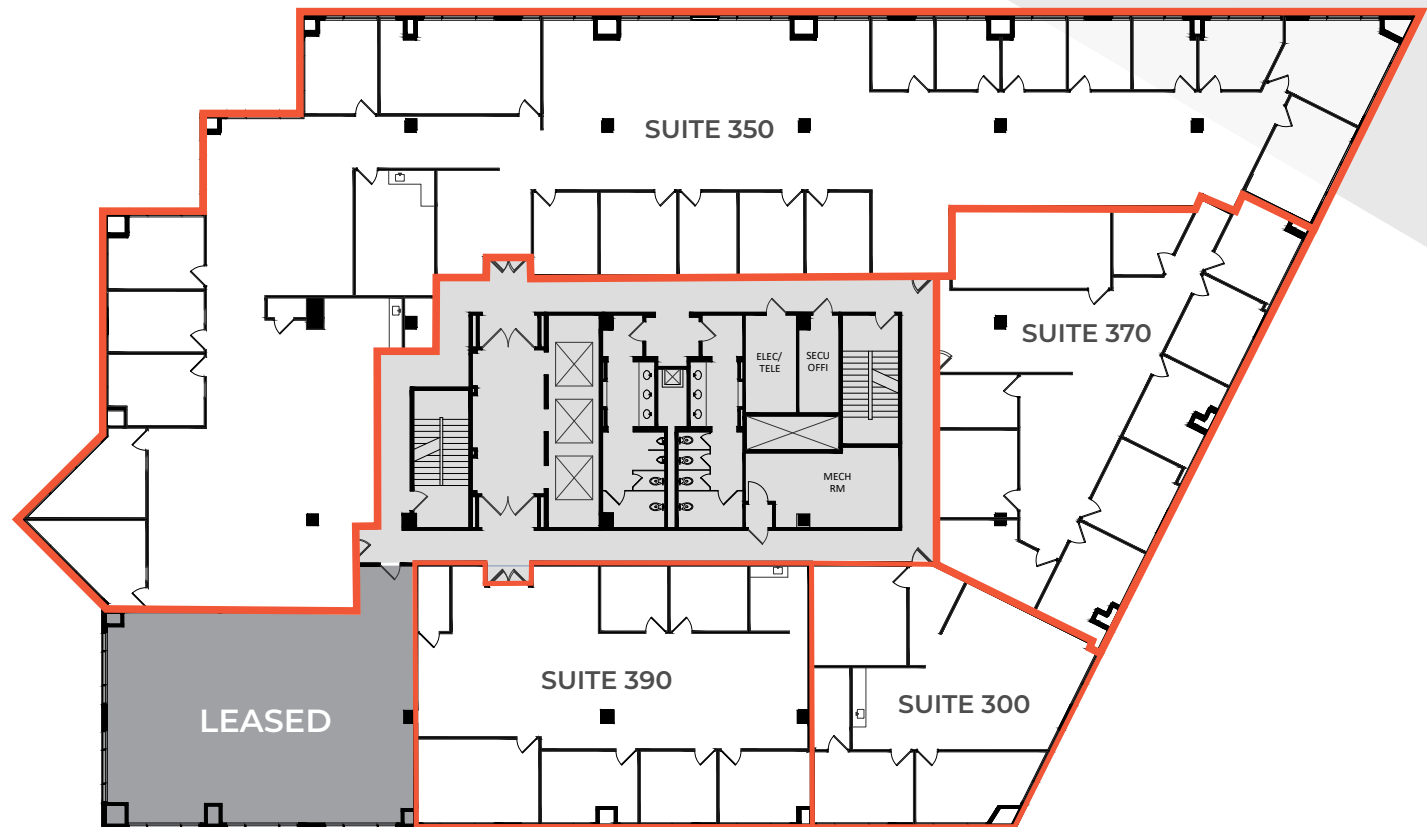 SUITE 350
SUITE 370
ELEC/
TELE
SECU
OFFI
MECH
RM
SUITE 390
SUITE 300
LEASED